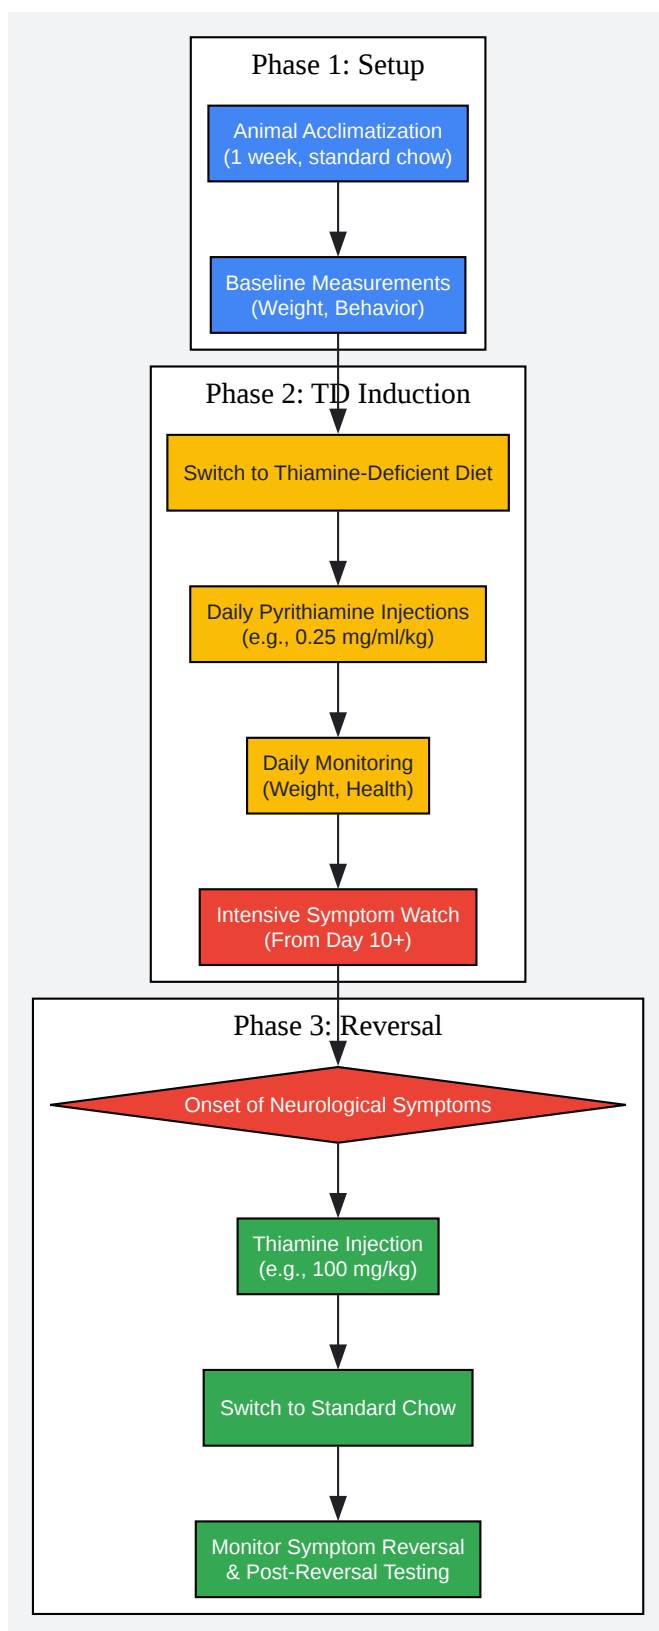 Phase 1: Setup
Animal Acclimatization
(1 week, standard chow)
Baseline Measurements
(Weight, Behavior)
Phase 2: TD Induction
Switch to Thiamine-Deficient Diet
Daily Pyrithiamine Injections
(e.g., 0.25 mg/ml/kg)
Daily Monitoring
(Weight, Health)
Intensive Symptom Watch
(From Day 10+)
Phase 3: Reversal
Onset of Neurological Symptoms
Thiamine Injection
(e.g., 100 mg/kg)
Switch to Standard Chow
Monitor Symptom Reversal
& Post-Reversal Testing